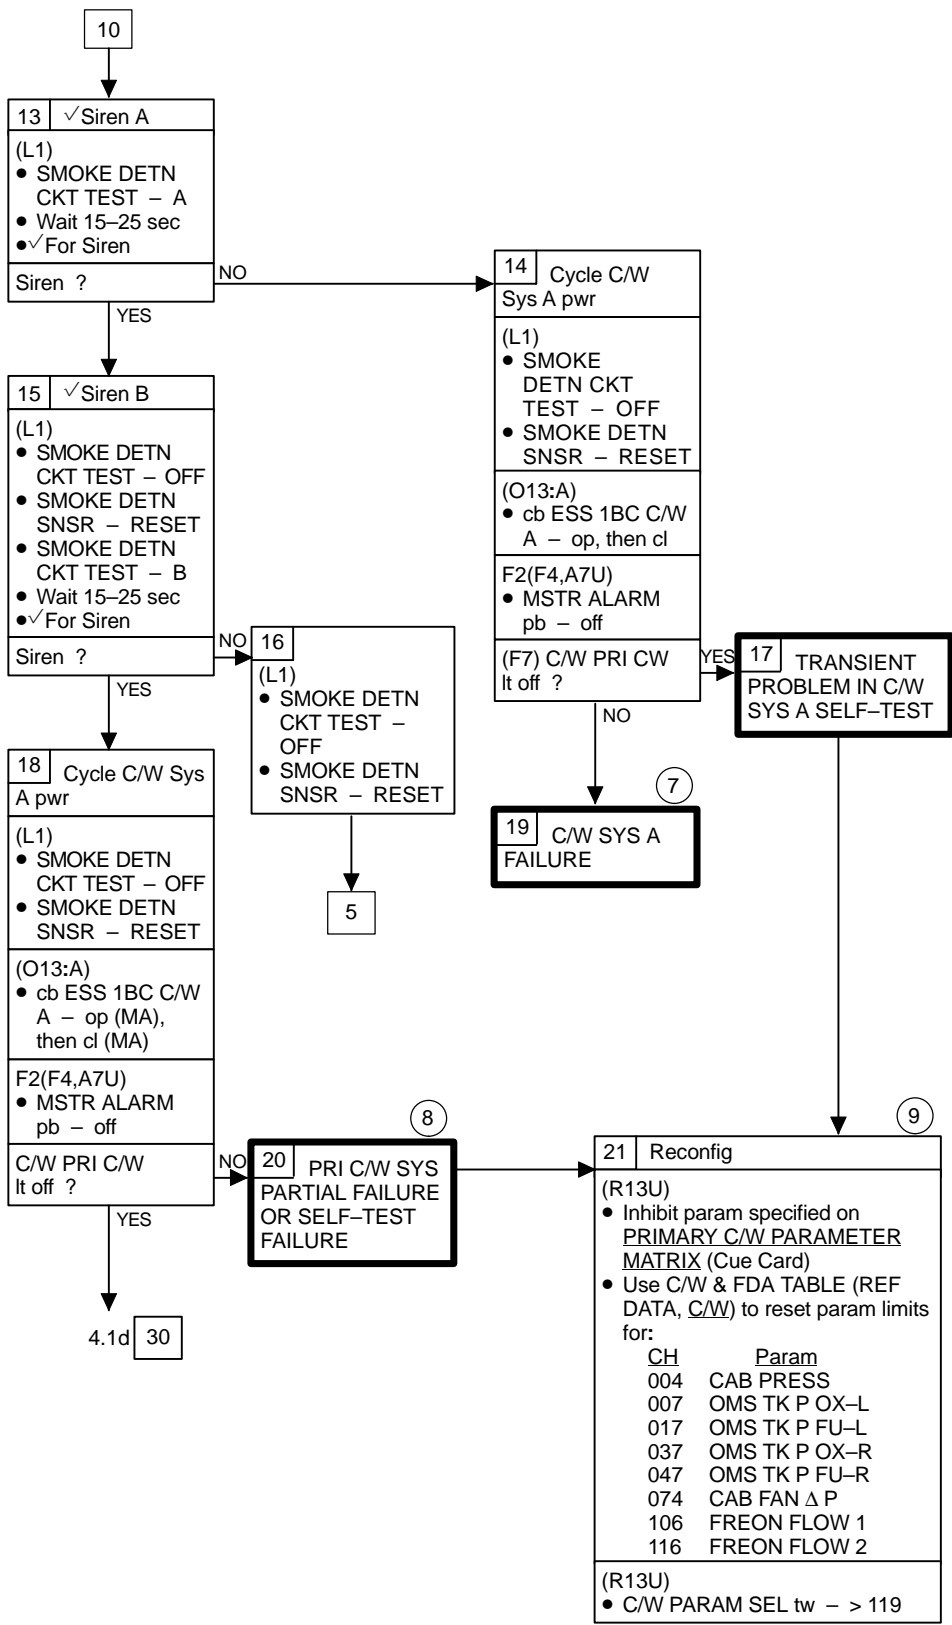 10
13 √Siren A
(L1)
● SMOKE DETN
CKT TEST – A
● Wait 15–25 sec
●√For Siren
Siren ?
NO
YES
14 Cycle C/W
Sys A pwr
(L1)
● SMOKE
DETN CKT
TEST – OFF
● SMOKE DETN
SNSR – RESET
(O13:A)
● cb ESS 1BC C/W
A – op, then cl
F2(F4,A7U)
● MSTR ALARM
pb – off
(F7) C/W PRI CW
lt off ?
YES
NO
15 √Siren B
(L1)
● SMOKE DETN
CKT TEST – OFF
● SMOKE DETN
SNSR – RESET
● SMOKE DETN
CKT TEST – B
● Wait 15–25 sec
●√For Siren
Siren ?
NO
YES
16
(L1)
● SMOKE DETN
CKT TEST –
OFF
● SMOKE DETN
SNSR – RESET
5
17 TRANSIENT
PROBLEM IN C/W
SYS A SELF–TEST
18 Cycle C/W Sys
A pwr
(L1)
● SMOKE DETN
CKT TEST – OFF
● SMOKE DETN
SNSR – RESET
(O13:A)
● cb ESS 1BC C/W
A – op (MA),
then cl (MA)
F2(F4,A7U)
● MSTR ALARM
pb – off
C/W PRI C/W
lt off ?
NO
YES
4.1d 30
7
19 C/W SYS A
FAILURE
8
20 PRI C/W SYS
PARTIAL FAILURE
OR SELF–TEST
FAILURE
9
21 Reconfig
(R13U)
● Inhibit param specified on
PRIMARY C/W PARAMETER
MATRIX (Cue Card)
● Use C/W & FDA TABLE (REF
DATA, C/W) to reset param limits
for:
CH Param
004 CAB PRESS
007 OMS TK P OX–L
017 OMS TK P FU–L
037 OMS TK P OX–R
047 OMS TK P FU–R
074 CAB FAN Δ P
106 FREON FLOW 1
116 FREON FLOW 2
(R13U)
● C/W PARAM SEL tw – > 119